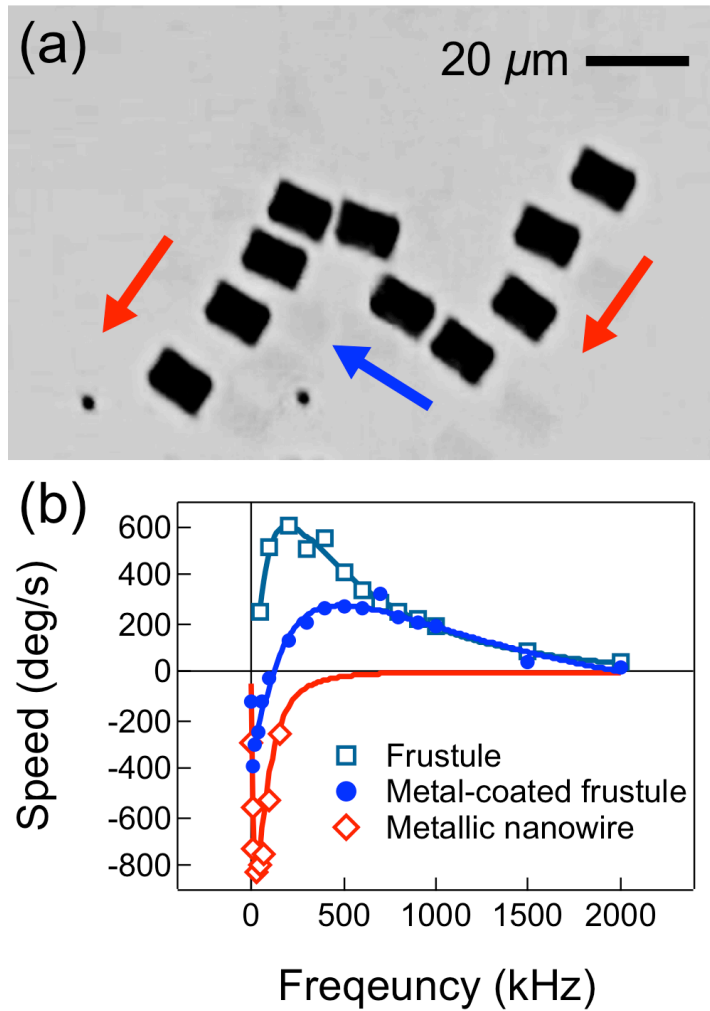 (a)
20 μm
(b)
600
400
200
0
-200
-400
-600
-800
Speed (deg/s)
Frustule
Metal-coated frustule
Metallic nanowire
0 500 1000 1500 2000
Freqeuncy (kHz)